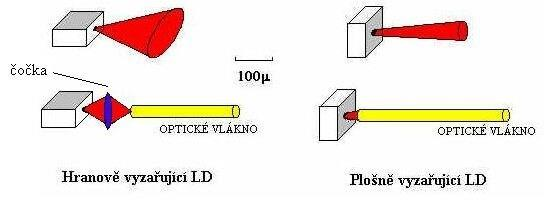 100µ
čočka
OPTICKÉ VLÁKNO
OPTICKÉ VLÁKNO
Hranově vyzařující LD
Plošně vyzařující LD